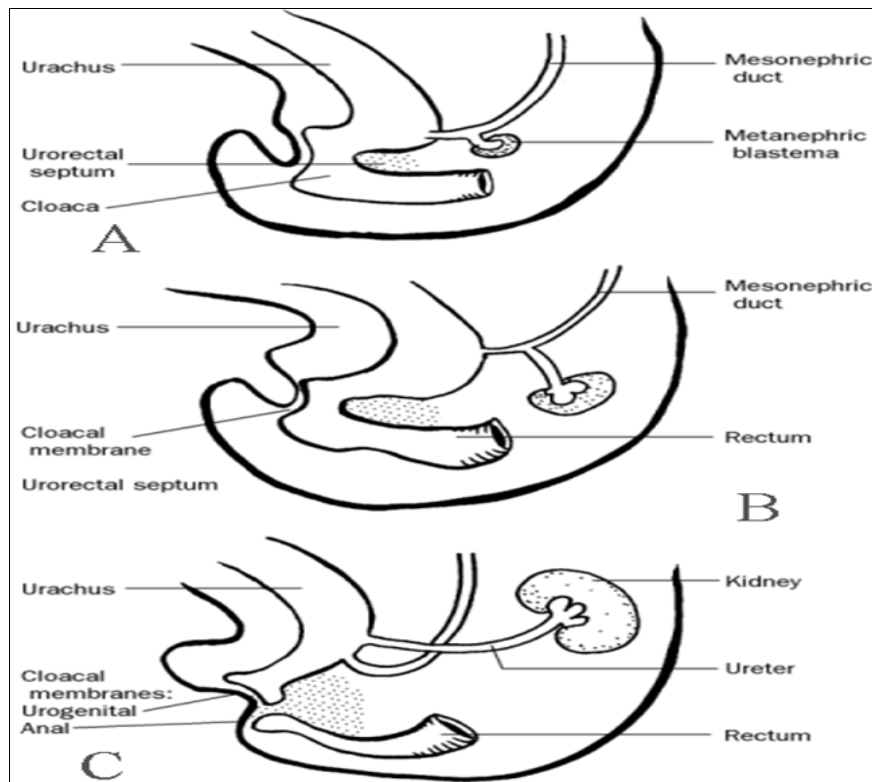 Urachus
Mesonephric
duct
Urorectal
septum
Metanephric
blastema
Cloaca
A
Mesonephric
duct
Urachus
Cloacal
membrane
Rectum
Urorectal septum
B
Urachus
Kidney
Cloacal
membranes:
Urogenital
Anal
Ureter
Rectum
C